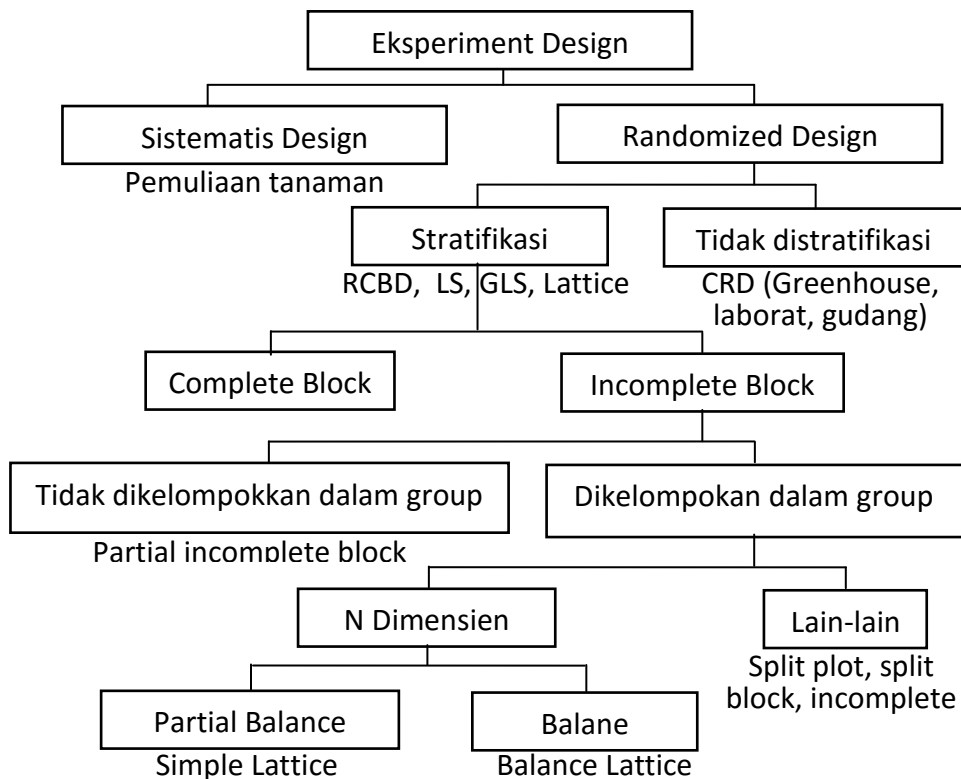 Eksperiment Design
Sistematis Design
Randomized Design
Pemuliaan tanaman
Stratifikasi
Tidak distratifikasi
RCBD, LS, GLS, Lattice
CRD (Greenhouse,
laborat, gudang)
Complete Block
Incomplete Block
Tidak dikelompokkan dalam group
Dikelompokan dalam group
Partial incomplete block
N Dimensien
Lain-lain
Split plot, split
block, incomplete
Partial Balance
Balane
Simple Lattice
Balance Lattice